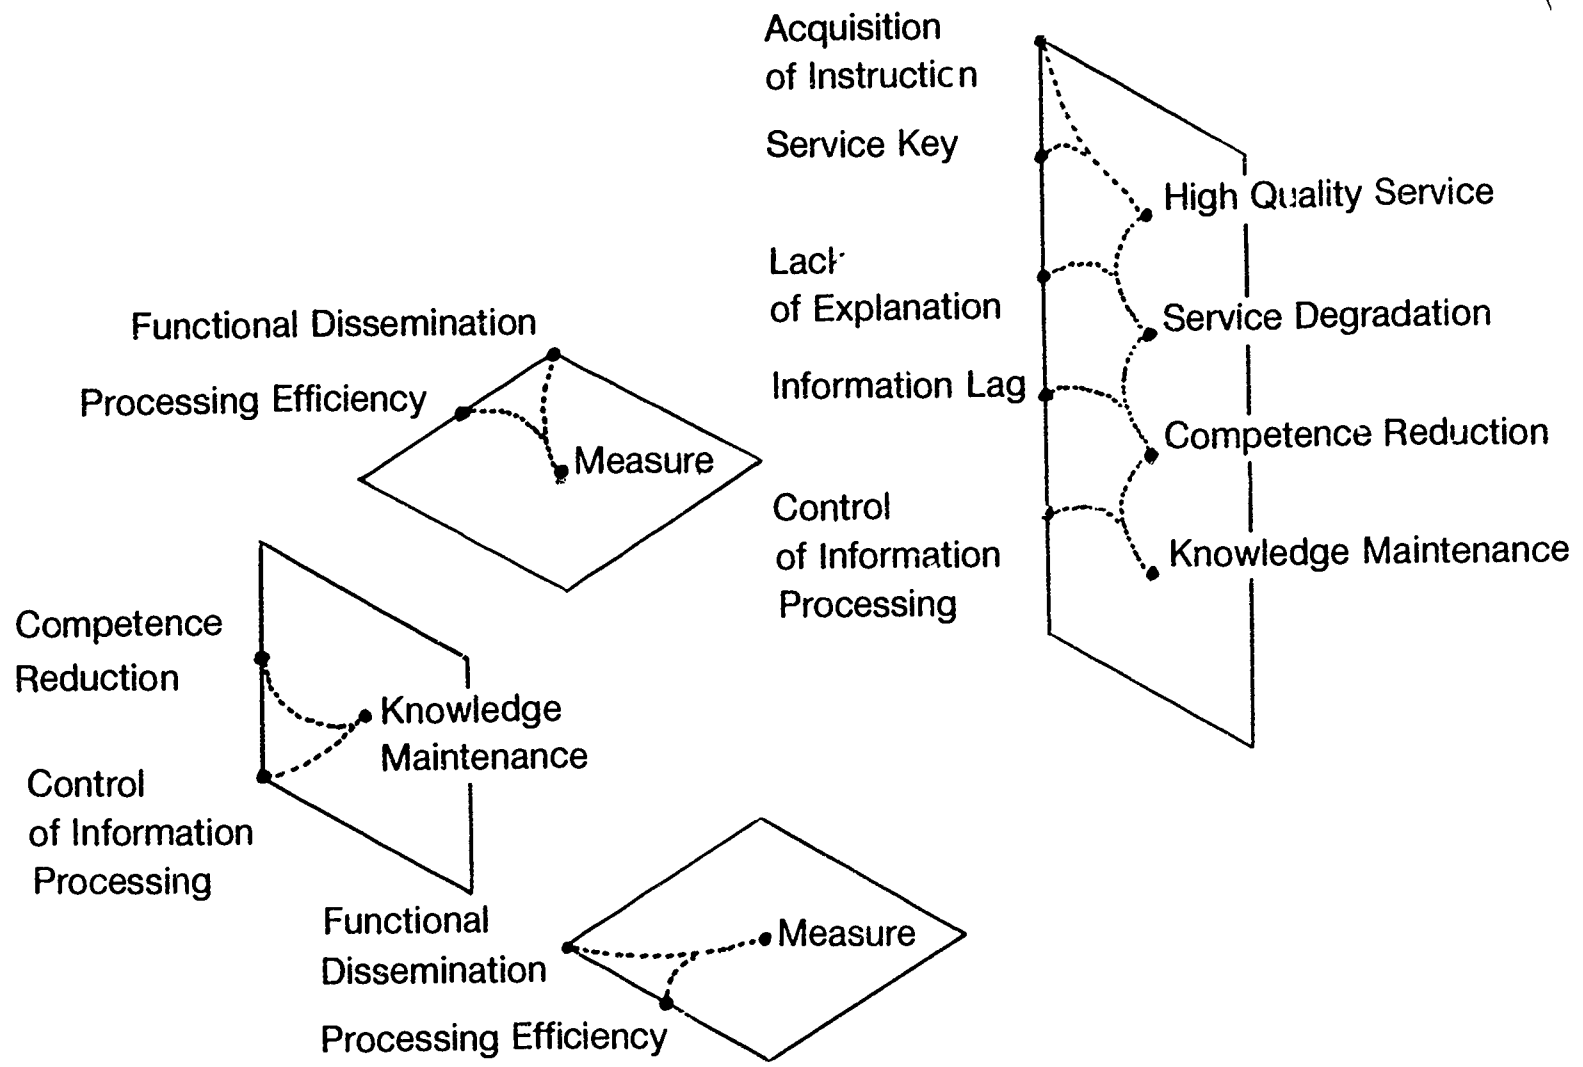 Acquisition
of Instruction
Service Key
High Quality Service
Lack
of Explanation
Service Degradation
Information Lag
Competence Reduction
Control
of Information
Processing
Knowledge Maintenance
Functional Dissemination
Processing Efficiency
Measure
Competence
Reduction
Knowledge
Maintenance
Control
of Information
Processing
Functional
Dissemination
Measure
Processing Efficiency